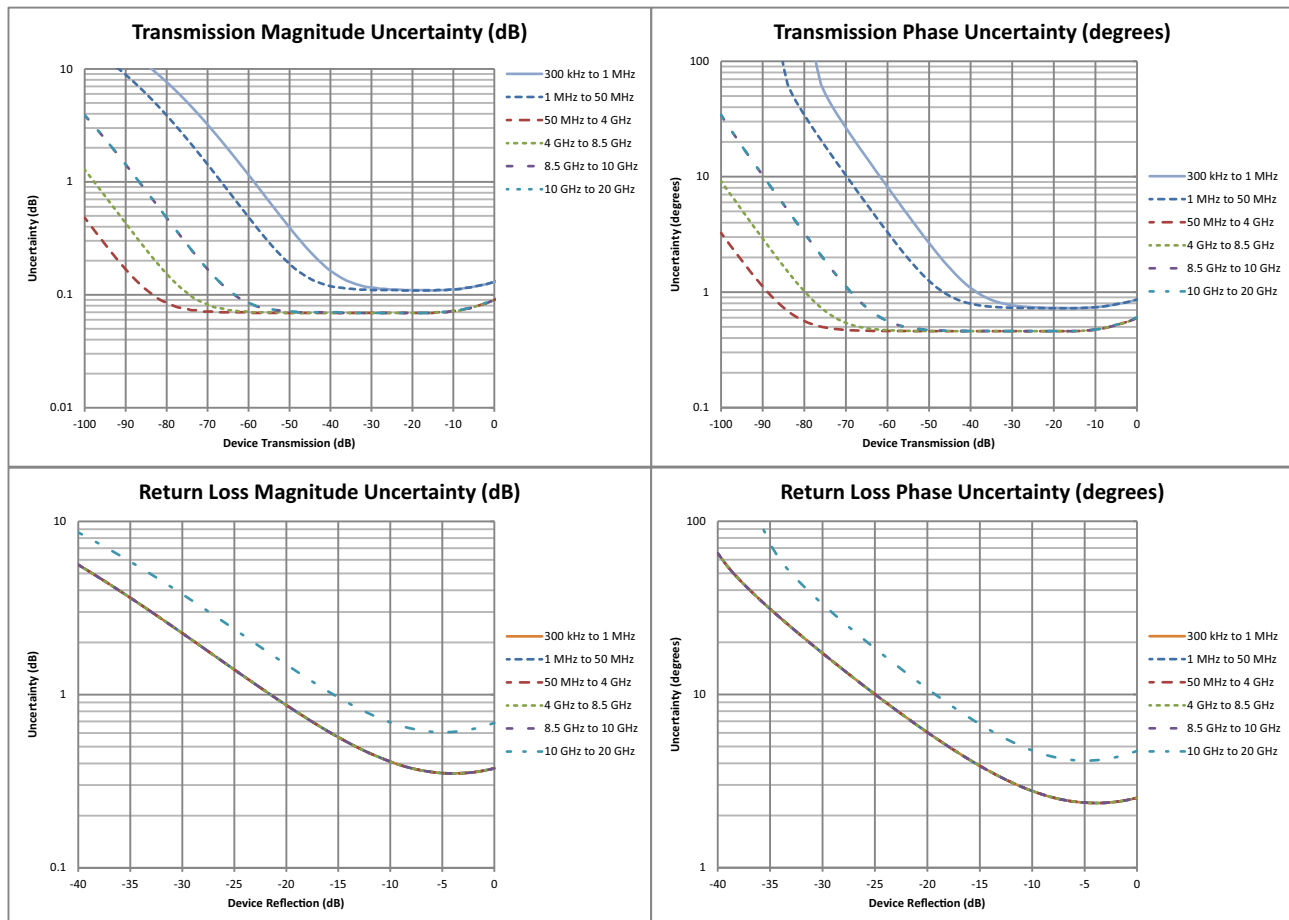 Transmission Magnitude Uncertainty (dB)
Uncertainty (dB)
10
1
0.1
0.01
-100 -90 -80 -70 -60 -50 -40 -30 -20 -10 0
Device Transmission (dB)
300 kHz to 1 MHz
1 MHz to 50 MHz
50 MHz to 4 GHz
4 GHz to 8.5 GHz
8.5 GHz to 10 GHz
10 GHz to 20 GHz
Transmission Phase Uncertainty (degrees)
Uncertainty (degrees)
100
10
1
0.1
-100 -90 -80 -70 -60 -50 -40 -30 -20 -10 0
Device Transmission (dB)
300 kHz to 1 MHz
1 MHz to 50 MHz
50 MHz to 4 GHz
4 GHz to 8.5 GHz
8.5 GHz to 10 GHz
10 GHz to 20 GHz
Return Loss Magnitude Uncertainty (dB)
Uncertainty (dB)
10
1
0.1
-40 -35 -30 -25 -20 -15 -10 -5 0
Device Reflection (dB)
300 kHz to 1 MHz
1 MHz to 50 MHz
50 MHz to 4 GHz
4 GHz to 8.5 GHz
8.5 GHz to 10 GHz
10 GHz to 20 GHz
Return Loss Phase Uncertainty (degrees)
Uncertainty (degrees)
100
10
1
-40 -35 -30 -25 -20 -15 -10 -5 0
Device Reflection (dB)
300 kHz to 1 MHz
1 MHz to 50 MHz
50 MHz to 4 GHz
4 GHz to 8.5 GHz
8.5 GHz to 10 GHz
10 GHz to 20 GHz